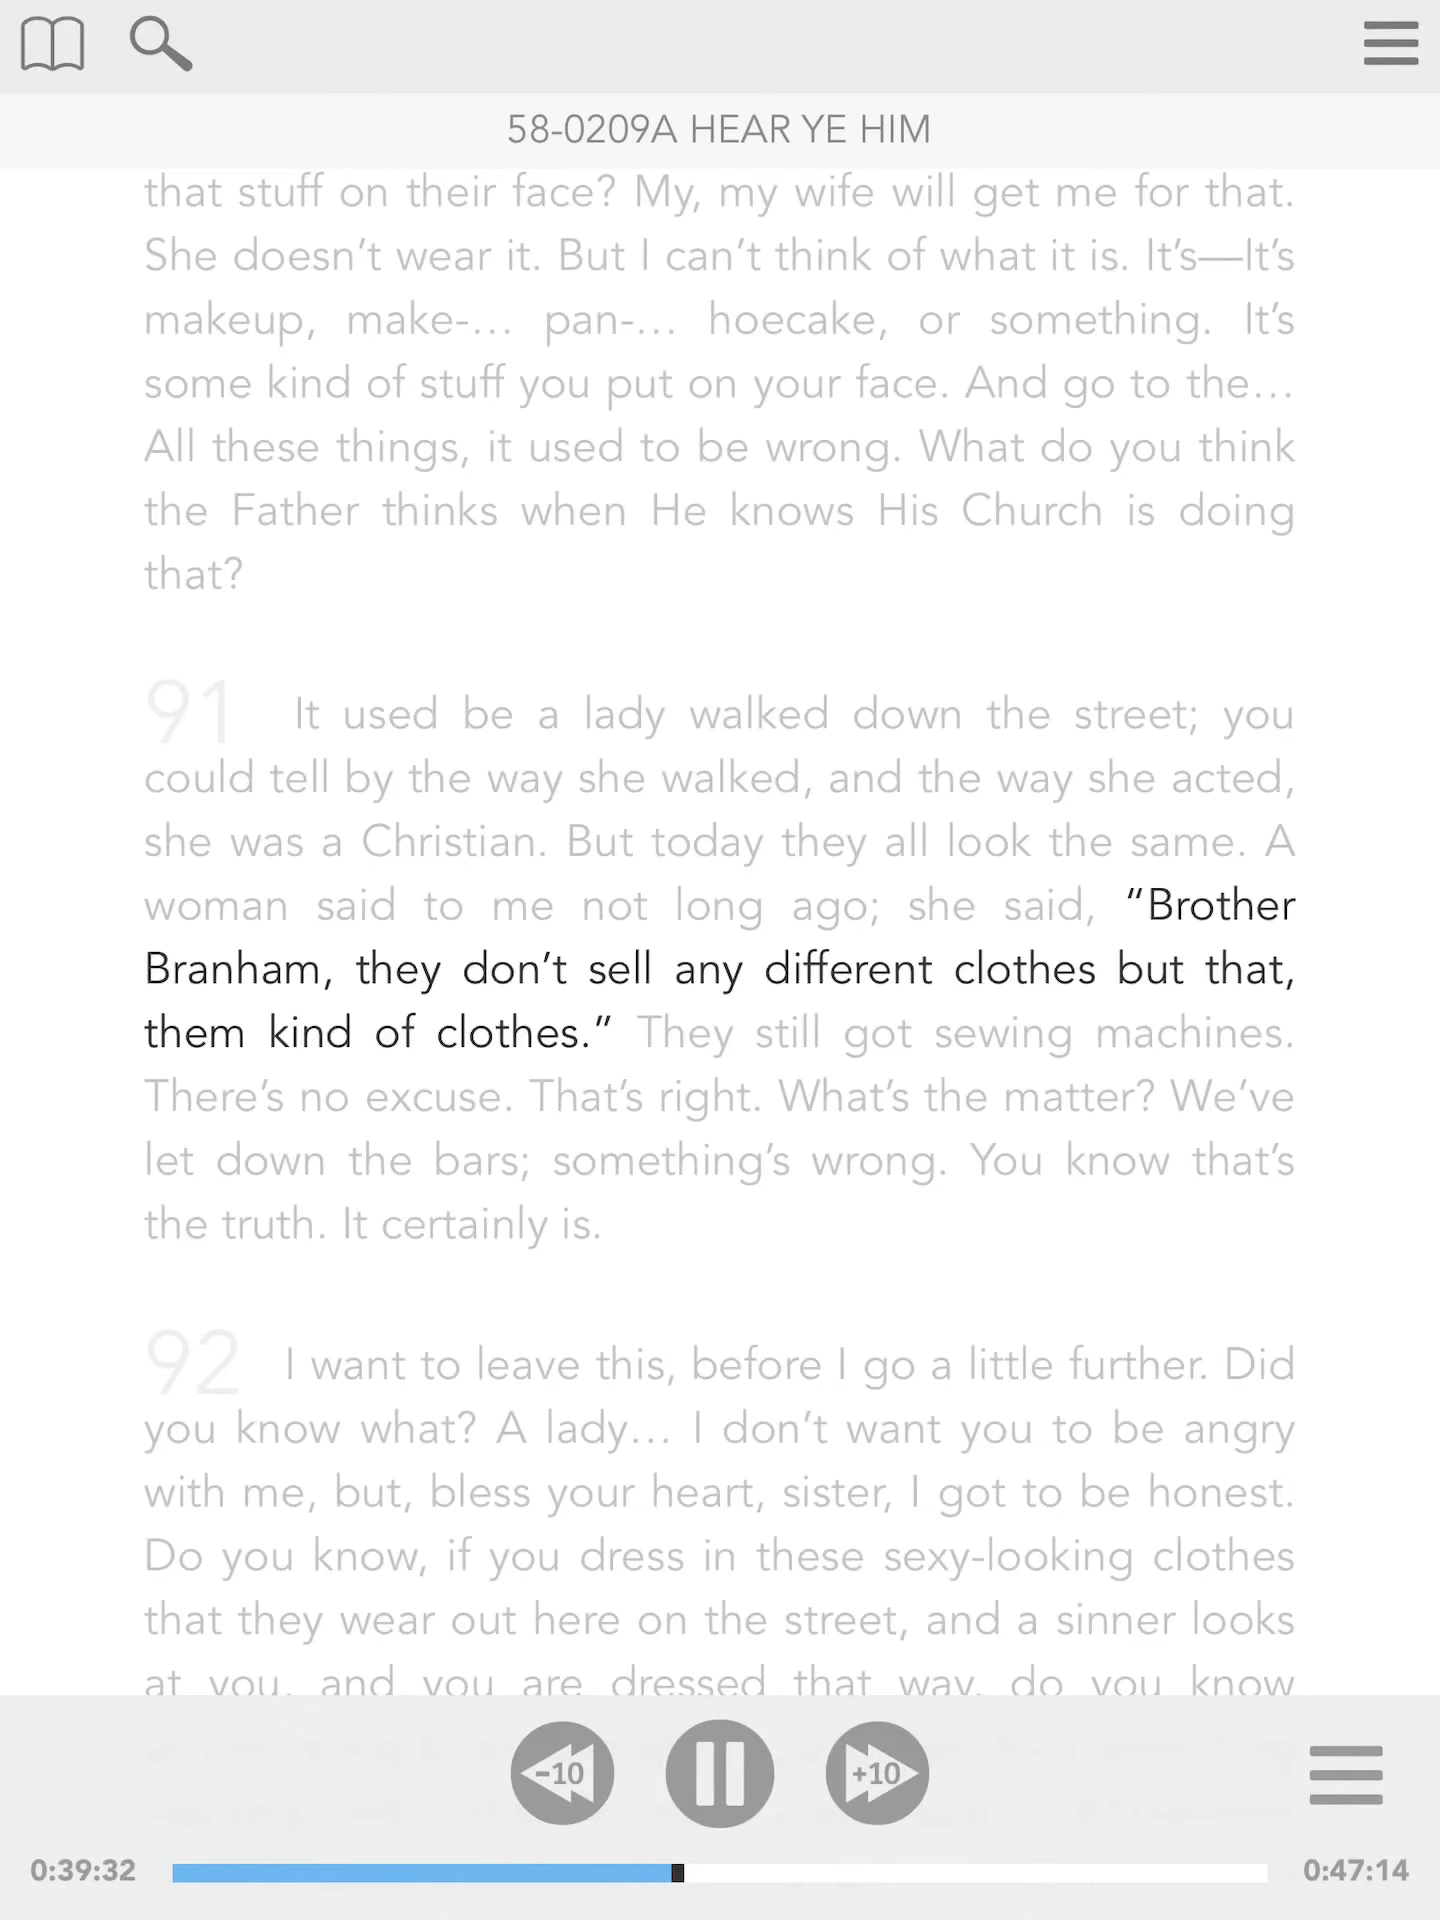 58-0209A HEAR YE HIM
that stuff on their face? My, my wife will get me for that.
She doesn’t wear it. But I can’t think of what it is. It’s—It’s
makeup, make-… pan-… hoecake, or something. It’s
some kind of stuff you put on your face. And go to the…
All these things, it used to be wrong. What do you think
the Father thinks when He knows His Church is doing
that?
91 It used be a lady walked down the street; you
could tell by the way she walked, and the way she acted,
she was a Christian. But today they all look the same. A
woman said to me not long ago; she said, “Brother
Branham, they don’t sell any different clothes but that,
them kind of clothes.” They still got sewing machines.
There’s no excuse. That’s right. What’s the matter? We’ve
let down the bars; something’s wrong. You know that’s
the truth. It certainly is.
92 I want to leave this, before I go a little further. Did
you know what? A lady… I don’t want you to be angry
with me, but, bless your heart, sister, I got to be honest.
Do you know, if you dress in these sexy-looking clothes
that they wear out here on the street, and a sinner looks
at you, and you are dressed that way, do you know
-10 +10
0:39:32 0:47:14